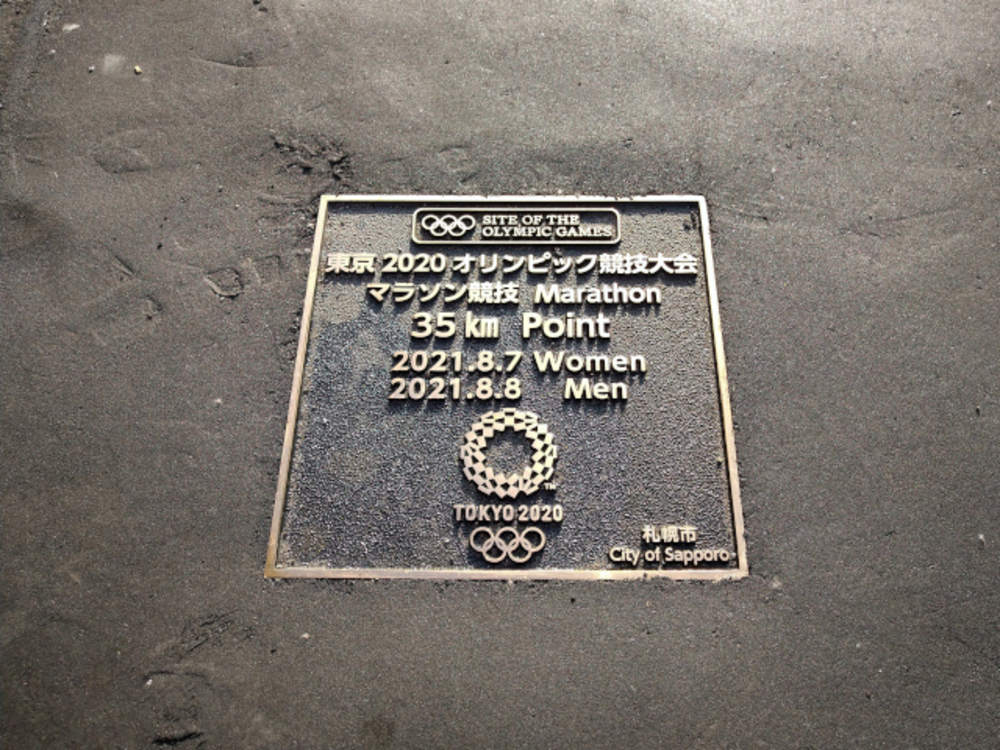 SITE OF THE
OLYMPIC GAMES
東京 2020 オリンピック競技大会
マラソン競技 Marathon
35 ㎞ Point
2021.8.7 Women
2021.8.8 Men
TM
TOKYO 2020
札幌市
City of Sapporo